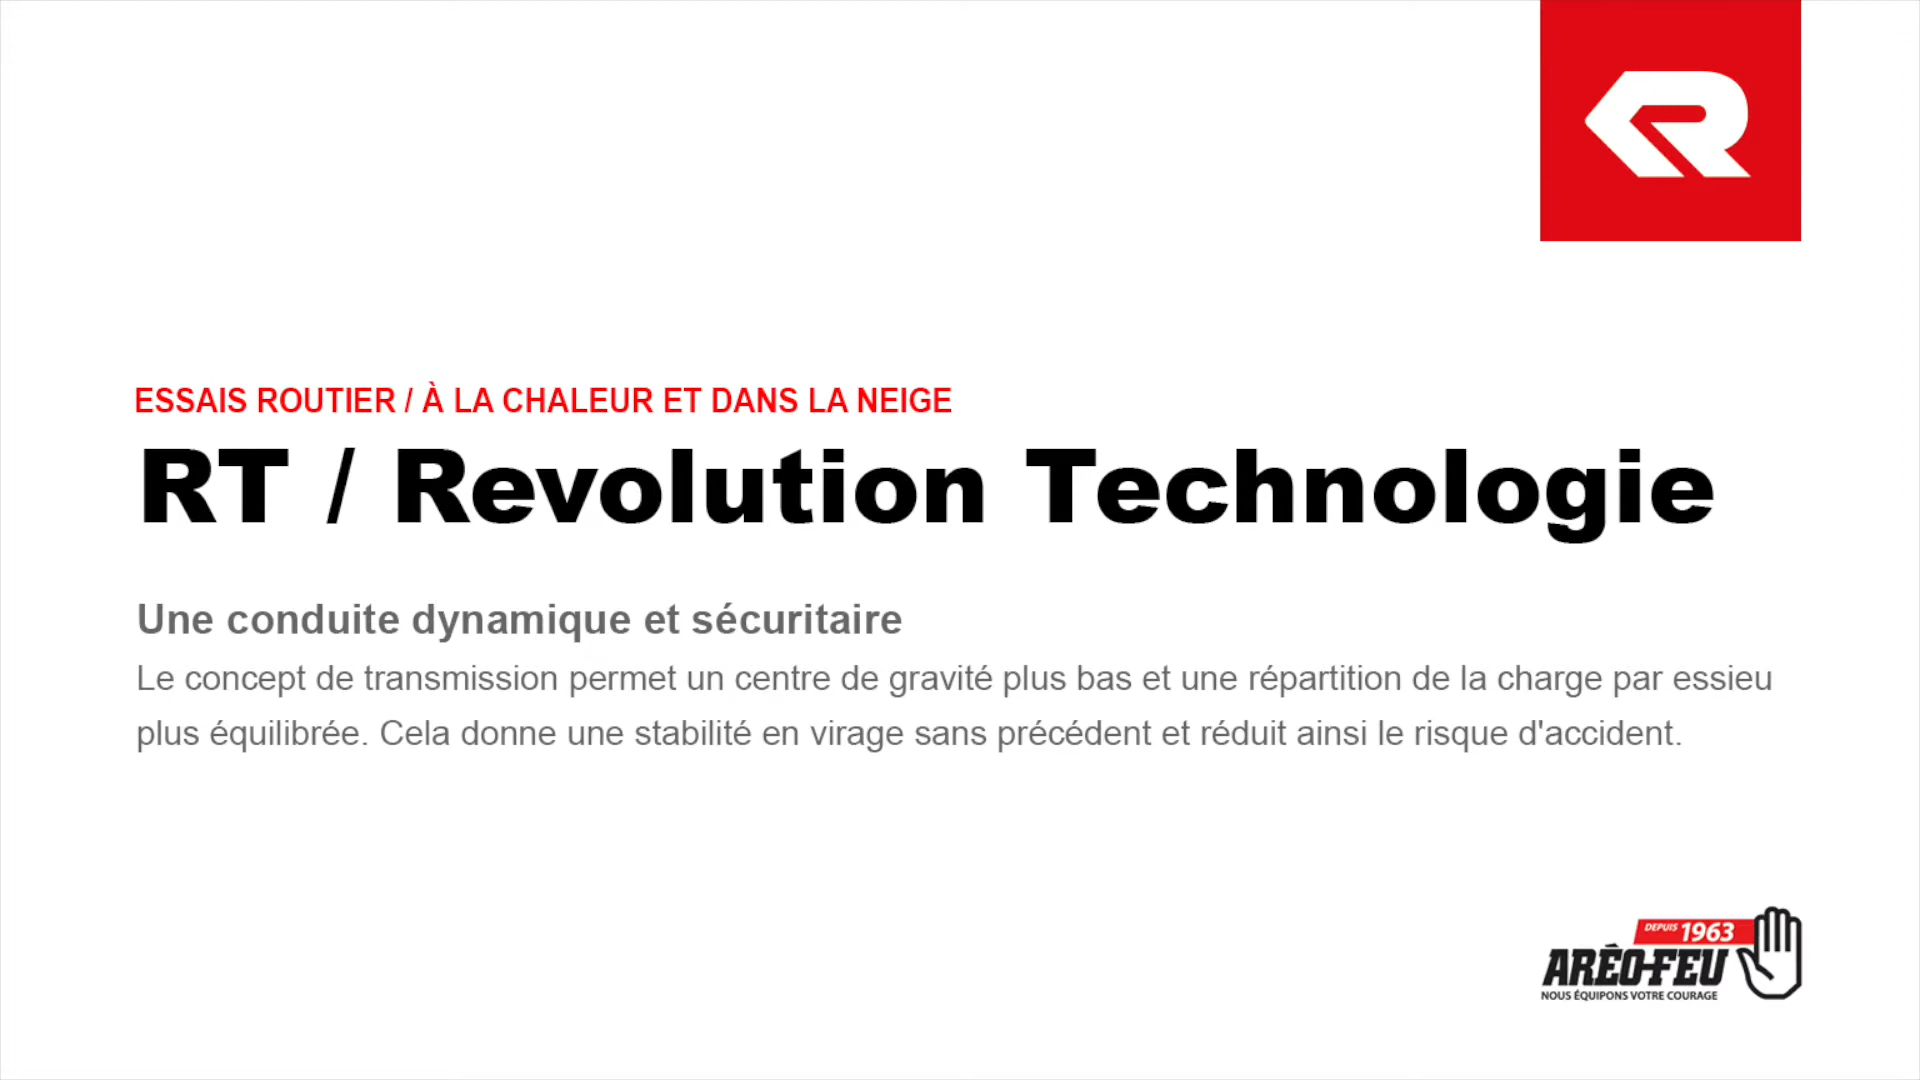 ESSAIS ROUTIER / À LA CHALEUR ET DANS LA NEIGE
RT / Revolution Technologie
Une conduite dynamique et sécuritaire
Le concept de transmission permet un centre de gravité plus bas et une répartition de la charge par essieu
plus équilibrée. Cela donne une stabilité en virage sans précédent et réduit ainsi le risque d'accident.
DEPUIS 1963
ARÉO-FEU
NOUS ÉQUIPONS VOTRE COURAGE